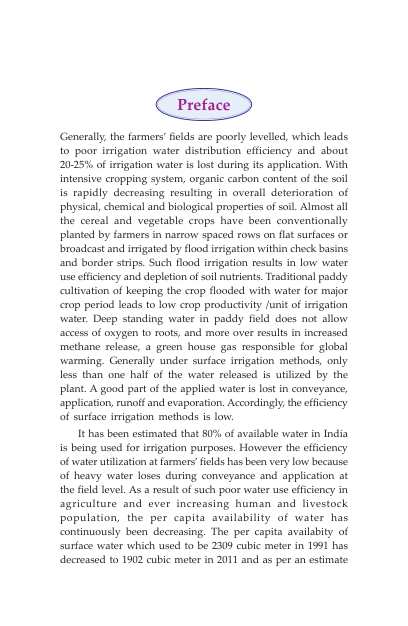 Preface
Generally, the farmers' fields are poorly levelled, which leads
to poor irrigation water distribution efficiency and about
20-25% of irrigation water is lost during its application. With
intensive cropping system, organic carbon content of the soil
is rapidly decreasing resulting in overall deterioration of
physical, chemical and biological properties of soil. Almost all
the cereal and vegetable crops have been conventionally
planted by farmers in narrow spaced rows on flat surfaces or
broadcast and irrigated by flood irrigation within check basins
and border strips. Such flood irrigation results in low water
use efficiency and depletion of soil nutrients. Traditional paddy
cultivation of keeping the crop flooded with water for major
crop period leads to low crop productivity /unit of irrigation
water. Deep standing water in paddy field does not allow
access of oxygen to roots, and more over results in increased
methane release, a green house gas responsible for global
warming. Generally under surface irrigation methods, only
less than one half of the water released is utilized by the
plant. A good part of the applied water is lost in conveyance,
application, runoff and evaporation. Accordingly, the efficiency
of surface irrigation methods is low.
It has been estimated that 80% of available water in India
is being used for irrigation purposes. However the efficiency
of water utilization at farmers' fields has been very low because
of heavy water loses during conveyance and application at
the field level. As a result of such poor water use efficiency in
agriculture and ever increasing human and livestock
population, the per capita availability of water has
continuously been decreasing. The per capita availabity of
surface water which used to be 2309 cubic meter in 1991 has
decreased to 1902 cubic meter in 2011 and as per an estimate